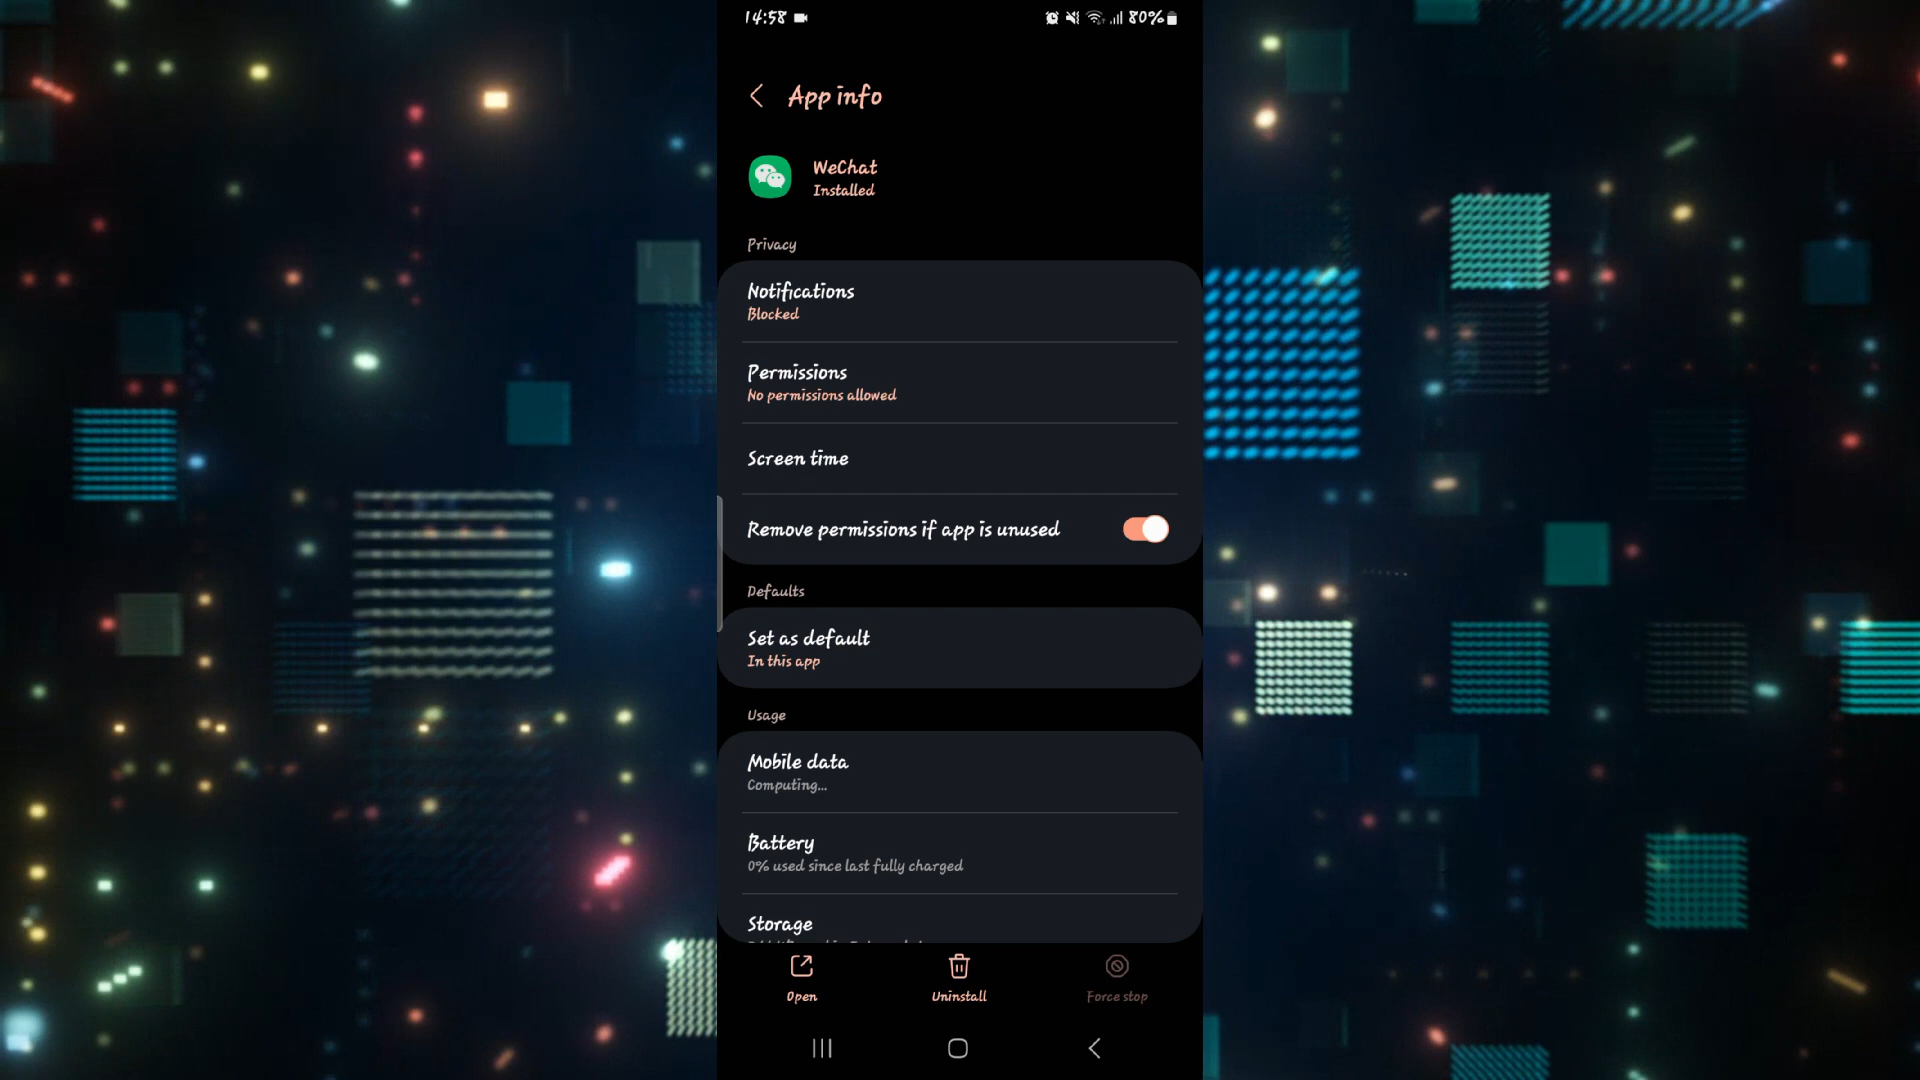 14:58
80%
App info
WeChat
Installed
Privacy
Notifications
Blocked
Permissions
No permissions allowed
Screen time
Remove permissions if app is unused
Defaults
Set as default
In this app
Usage
Mobile data
Computing...
Battery
0% used since last fully charged
Storage
Open
Uninstall
Force stop